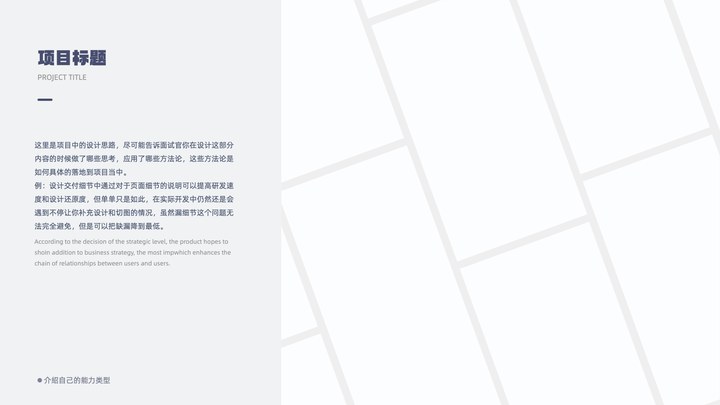 项目标题
PROJECT TITLE
这里是项目中的设计思路，尽可能告诉面试官你在设计这部分
内容的时候做了哪些思考，应用了哪些方法论，这些方法论是
如何具体的落地到项目当中。
例：设计交付细节中通过对于页面细节的说明可以提高研发速
度和设计还原度，但单单只是如此，在实际开发中仍然还是会
遇到不停让你补充设计和切图的情况，虽然漏细节这个问题无
法完全避免，但是可以把缺漏降到最低。
According to the decision of the strategic level, the product hopes to
shoin addition to business strategy, the most impwhich enhances the
chain of relationships between users and users.
介绍自己的能力类型